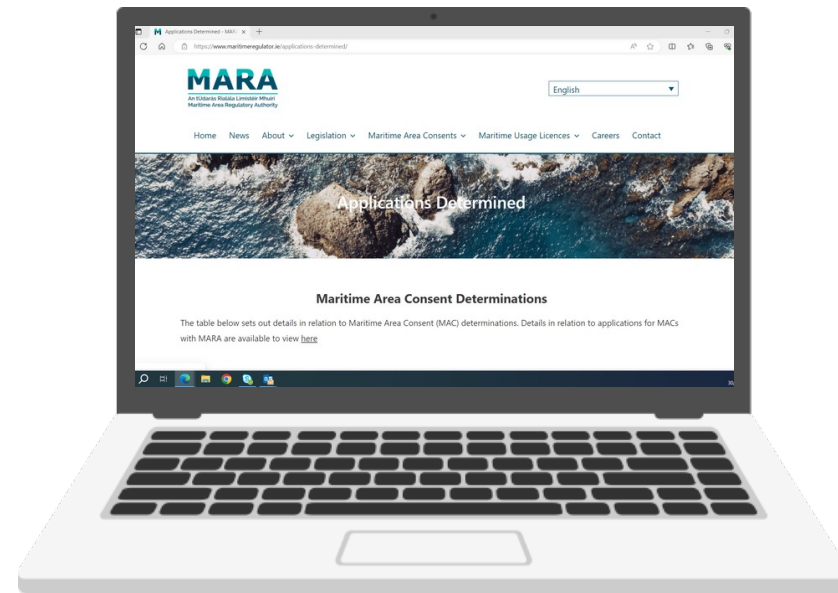 Applications Determined - MAR
https://www.maritimeregulator.ie/applications-determined/
MARA
An tÚdarás Rialála Limistéir Mhuirí
Maritime Area Regulatory Authority
English
Home News About Legislation Maritime Area Consents Maritime Usage Licences Careers Contact
Applications Determined
Maritime Area Consent Determinations
The table below sets out details in relation to Maritime Area Consent (MAC) determinations. Details in relation to applications for MACs
with MARA are available to view here